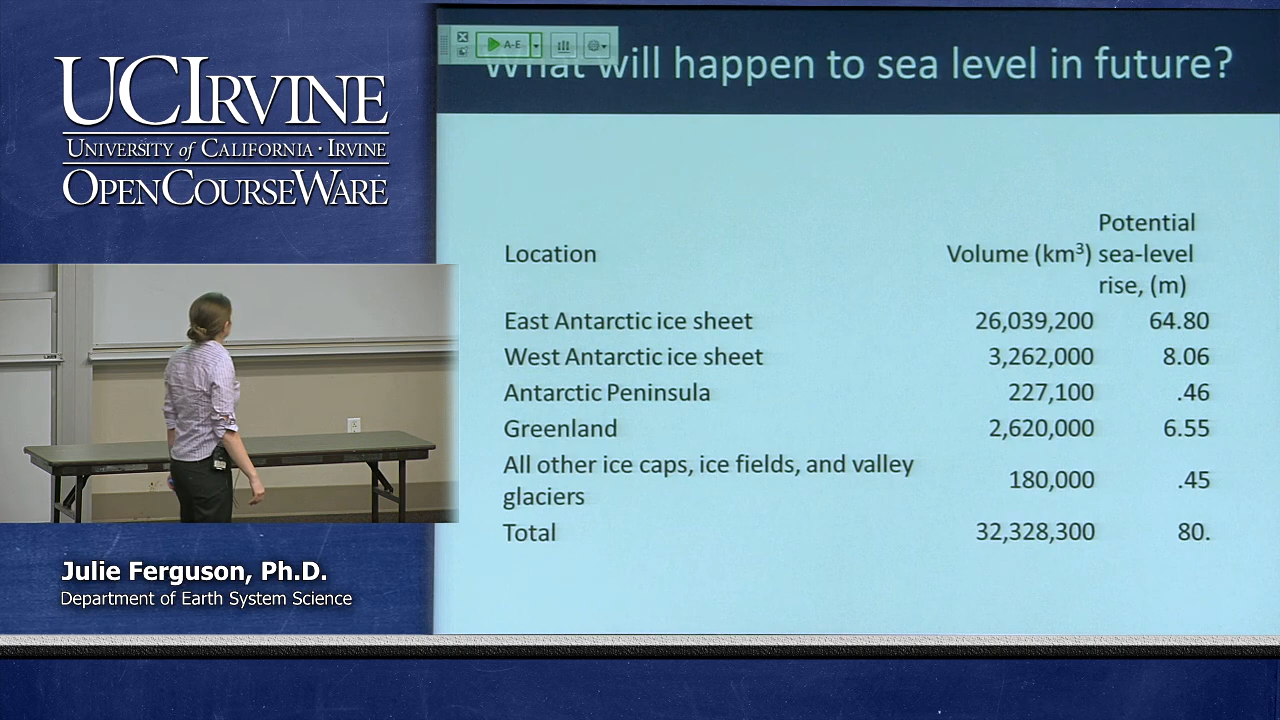 UCIRVINE
UNIVERSITY of CALIFORNIA · IRVINE
OPENCOURSEWARE
A-E
What will happen to sea level in future?
Location Volume (km³) Potential sea-level rise, (m)
East Antarctic ice sheet 26,039,200 64.80
West Antarctic ice sheet 3,262,000 8.06
Antarctic Peninsula 227,100 .46
Greenland 2,620,000 6.55
All other ice caps, ice fields, and valley
glaciers 180,000 .45
Total 32,328,300 80.
Julie Ferguson, Ph.D.
Department of Earth System Science